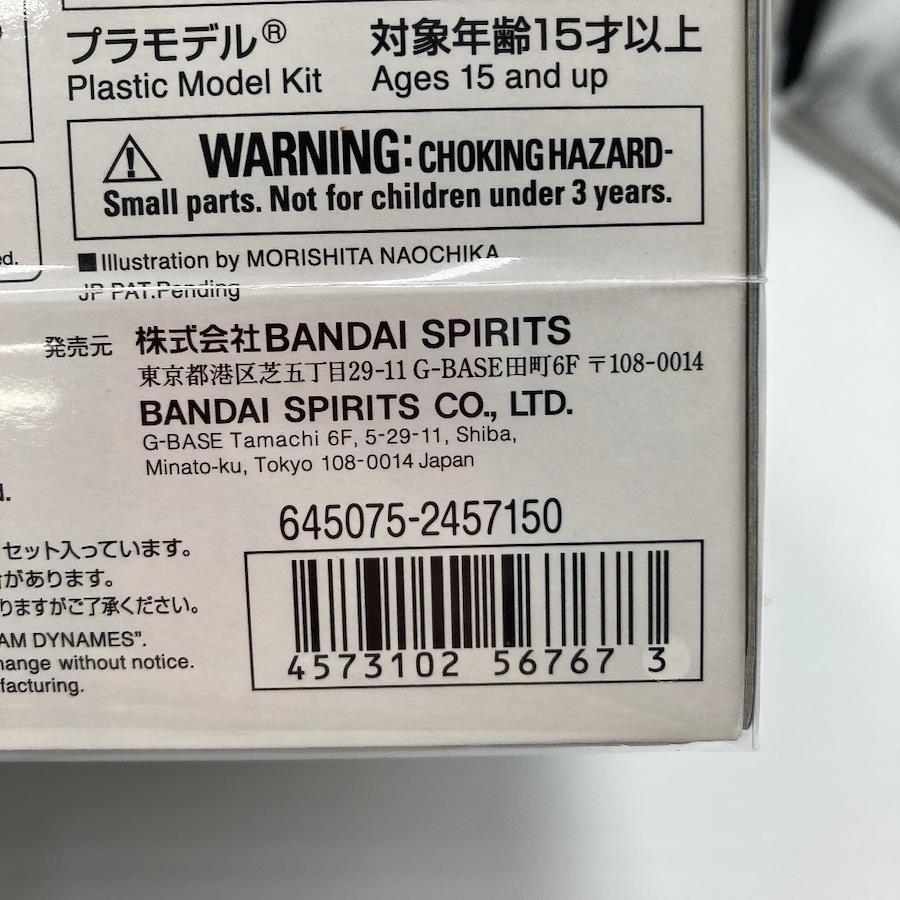 プラモデル® 対象年齢15才以上
Plastic Model Kit Ages 15 and up
WARNING: CHOKING HAZARD-
Small parts. Not for children under 3 years.
ed.
■Illustration by MORISHITA NAOCHIKA
JP PAT.Pending
発売元 株式会社BANDAI SPIRITS
東京都港区芝五丁目29-11 G-BASE田町6F 〒108-0014
BANDAI SPIRITS CO., LTD.
G-BASE Tamachi 6F, 5-29-11, Shiba,
Minato-ku, Tokyo 108-0014 Japan
d.
645075-2457150
セット入っています。
があります。
りますがご了承ください。
AM DYNAMES”.
hange without notice.
facturing.
4573102 567673